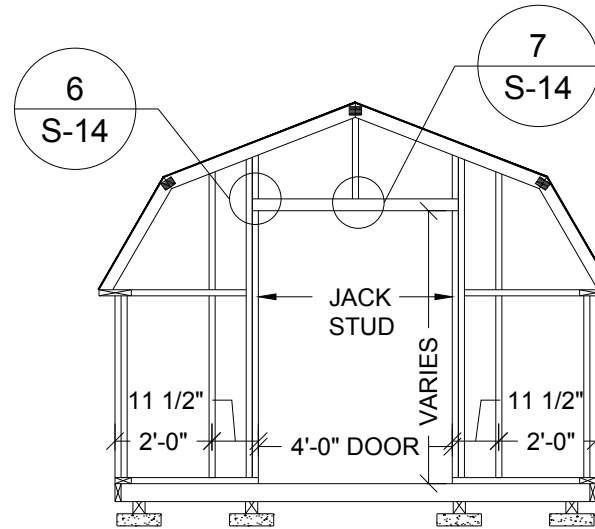 6
S-14
7
S-14
JACK
STUD
VARIES
11 1/2"
11 1/2"
2'-0"
4'-0" DOOR
2'-0"